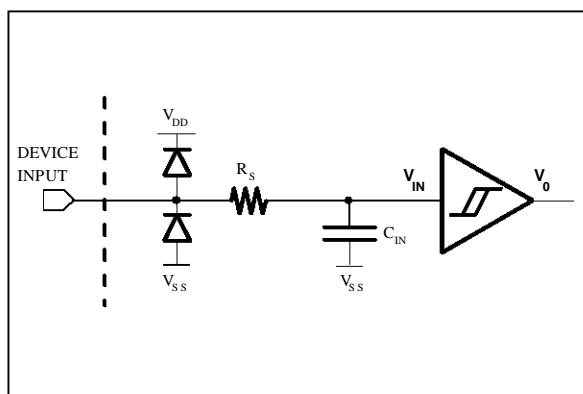 V_DD
DEVICE
INPUT
R_S
V_IN
V_0
C_IN
V_SS
V_SS